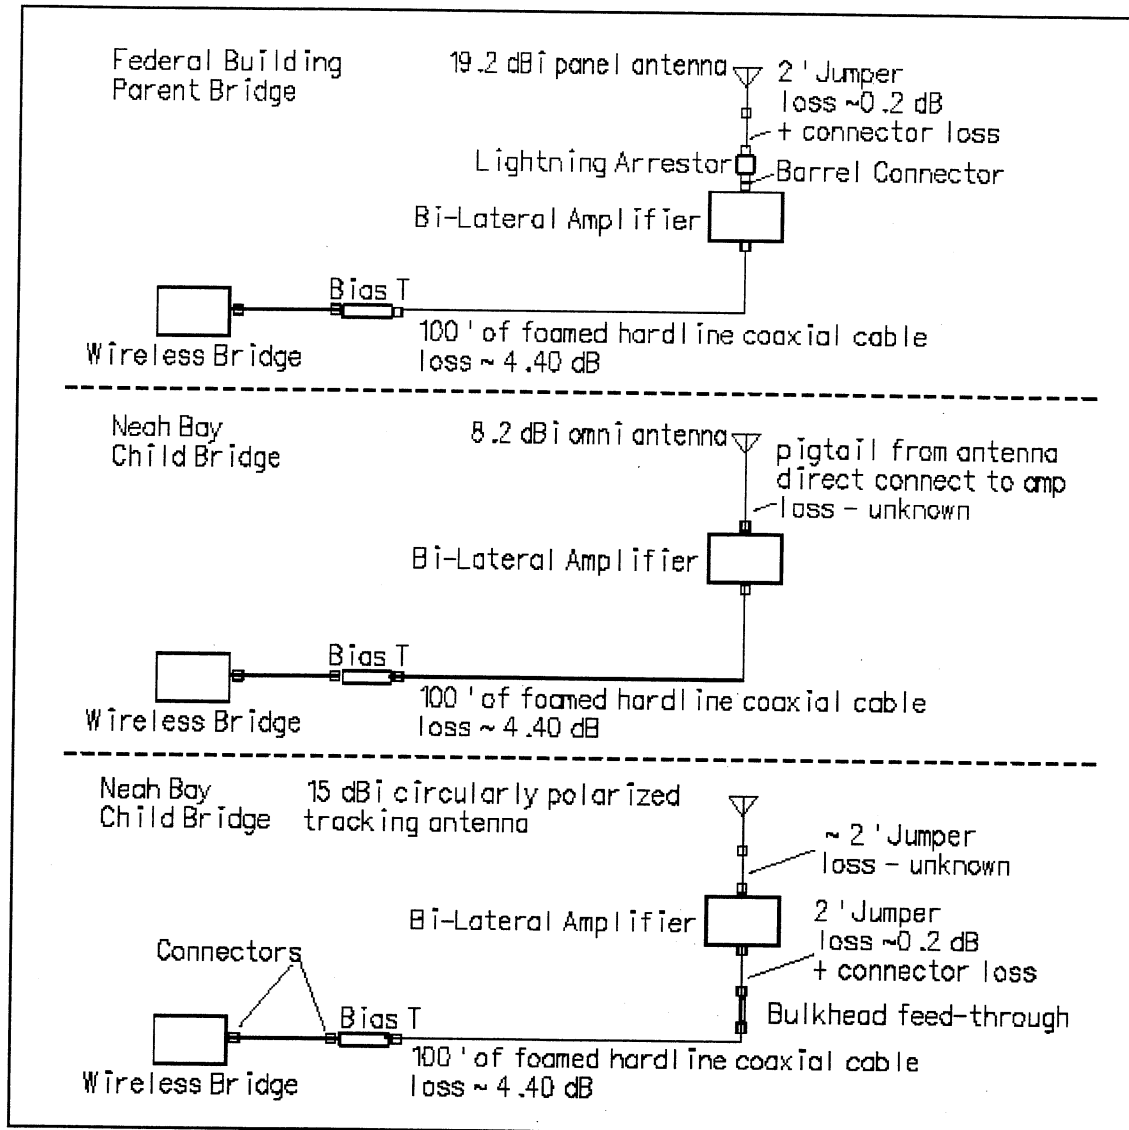 Federal Building
Parent Bridge
19.2 dBi panel antenna
2' Jumper
loss ~0.2 dB
+ connector loss
Lightning Arrestor
Barrel Connector
Bi-Lateral Amplifier
Bias T
Wireless Bridge
100' of foamed hardline coaxial cable
loss ~ 4.40 dB
Neah Bay
Child Bridge
8.2 dBi omni antenna
pigtail from antenna
direct connect to amp
loss - unknown
Bi-Lateral Amplifier
Bias T
Wireless Bridge
100' of foamed hardline coaxial cable
loss ~ 4.40 dB
Neah Bay
Child Bridge
15 dBi circularly polarized
tracking antenna
~ 2' Jumper
loss - unknown
Bi-Lateral Amplifier
2' Jumper
loss ~0.2 dB
+ connector loss
Connectors
Bulkhead feed-through
Bias T
Wireless Bridge
100' of foamed hardline coaxial cable
loss ~ 4.40 dB